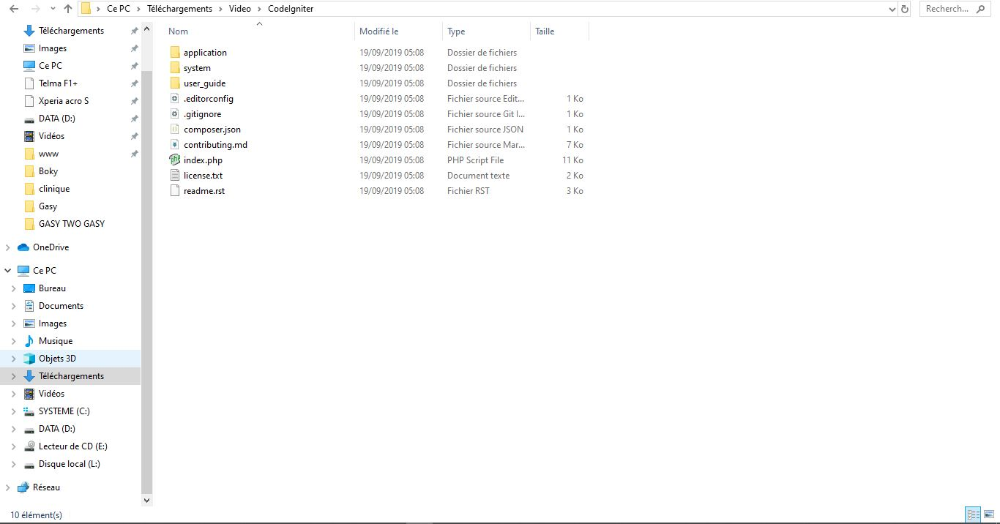 Ce PC > Téléchargements > Video > CodeIgniter
Recherch...
Téléchargements
Images
Ce PC
Telma F1+
Xperia acro S
DATA (D:)
Vidéos
www
Boky
clinique
Gasy
GASY TWO GASY
OneDrive
Ce PC
Bureau
Documents
Images
Musique
Objets 3D
Téléchargements
Vidéos
SYSTEME (C:)
DATA (D:)
Lecteur de CD (E:)
Disque local (L:)
Réseau
Nom Modifié le Type Taille
application 19/09/2019 05:08 Dossier de fichiers
system 19/09/2019 05:08 Dossier de fichiers
user_guide 19/09/2019 05:08 Dossier de fichiers
.editorconfig 19/09/2019 05:08 Fichier source Edit... 1 Ko
.gitignore 19/09/2019 05:08 Fichier source Git I... 1 Ko
composer.json 19/09/2019 05:08 Fichier source JSON 1 Ko
contributing.md 19/09/2019 05:08 Fichier source Mar... 7 Ko
index.php 19/09/2019 05:08 PHP Script File 11 Ko
license.txt 19/09/2019 05:08 Document texte 2 Ko
readme.rst 19/09/2019 05:08 Fichier RST 3 Ko
10 élément(s)